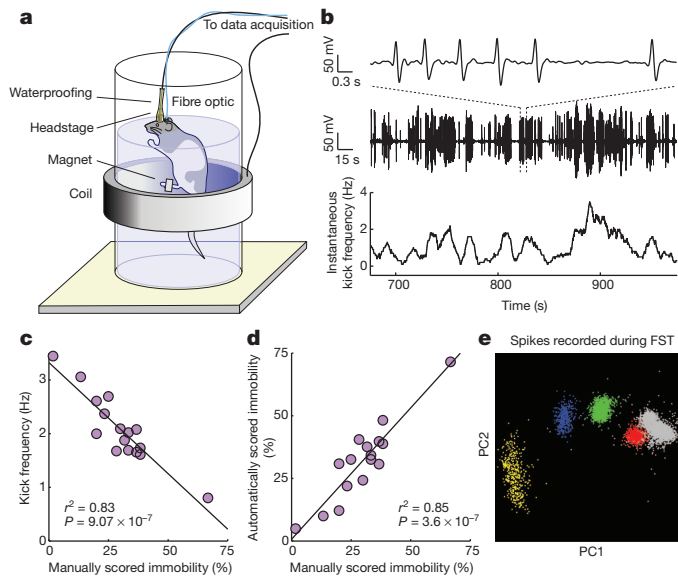 a
To data acquisition
Waterproofing
Fibre optic
Headstage
Magnet
Coil
b
50 mV
0.3 s
50 mV
15 s
Instantaneous
kick frequency (Hz)
4
2
0
700
800
900
Time (s)
c
Kick frequency (Hz)
3
2
1
0
r² = 0.83
P = 9.07 × 10⁻⁷
0
25
50
75
Manually scored immobility (%)
d
Automatically scored immobility
(%)
75
50
25
0
r² = 0.85
P = 3.6 × 10⁻⁷
0
25
50
75
Manually scored immobility (%)
e
Spikes recorded during FST
PC2
PC1